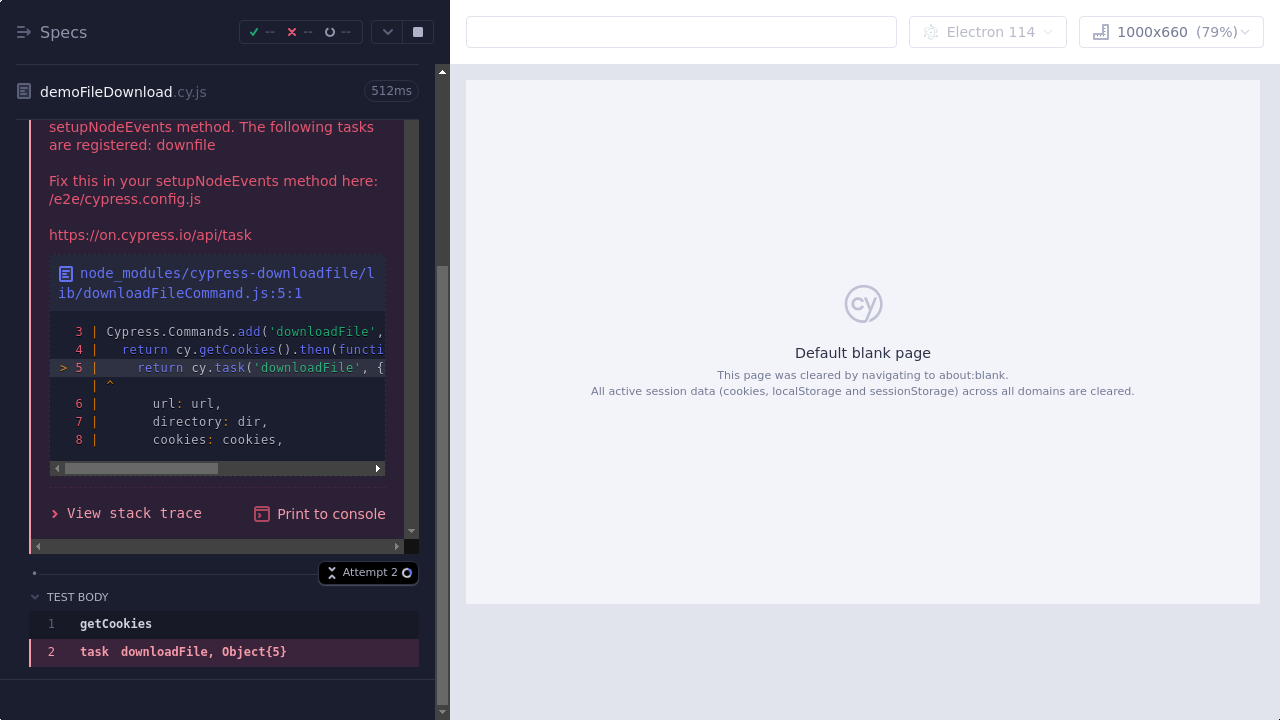 Specs
--
--
--
Electron 114
1000x660 (79%)
demoFileDownload.cy.js
512ms
setupNodeEvents method. The following tasks
are registered: downfile
Fix this in your setupNodeEvents method here:
/e2e/cypress.config.js
https://on.cypress.io/api/task
node_modules/cypress-downloadfile/l
ib/downloadFileCommand.js:5:1
3 | Cypress.Commands.add('downloadFile',
4 |   return cy.getCookies().then(functi
> 5 |     return cy.task('downloadFile', {
| ^
6 |       url: url,
7 |       directory: dir,
8 |       cookies: cookies,
View stack trace
Print to console
Attempt 2
TEST BODY
1 getCookies
2 task downloadFile, Object{5}
cy
Default blank page
This page was cleared by navigating to about:blank.
All active session data (cookies, localStorage and sessionStorage) across all domains are cleared.